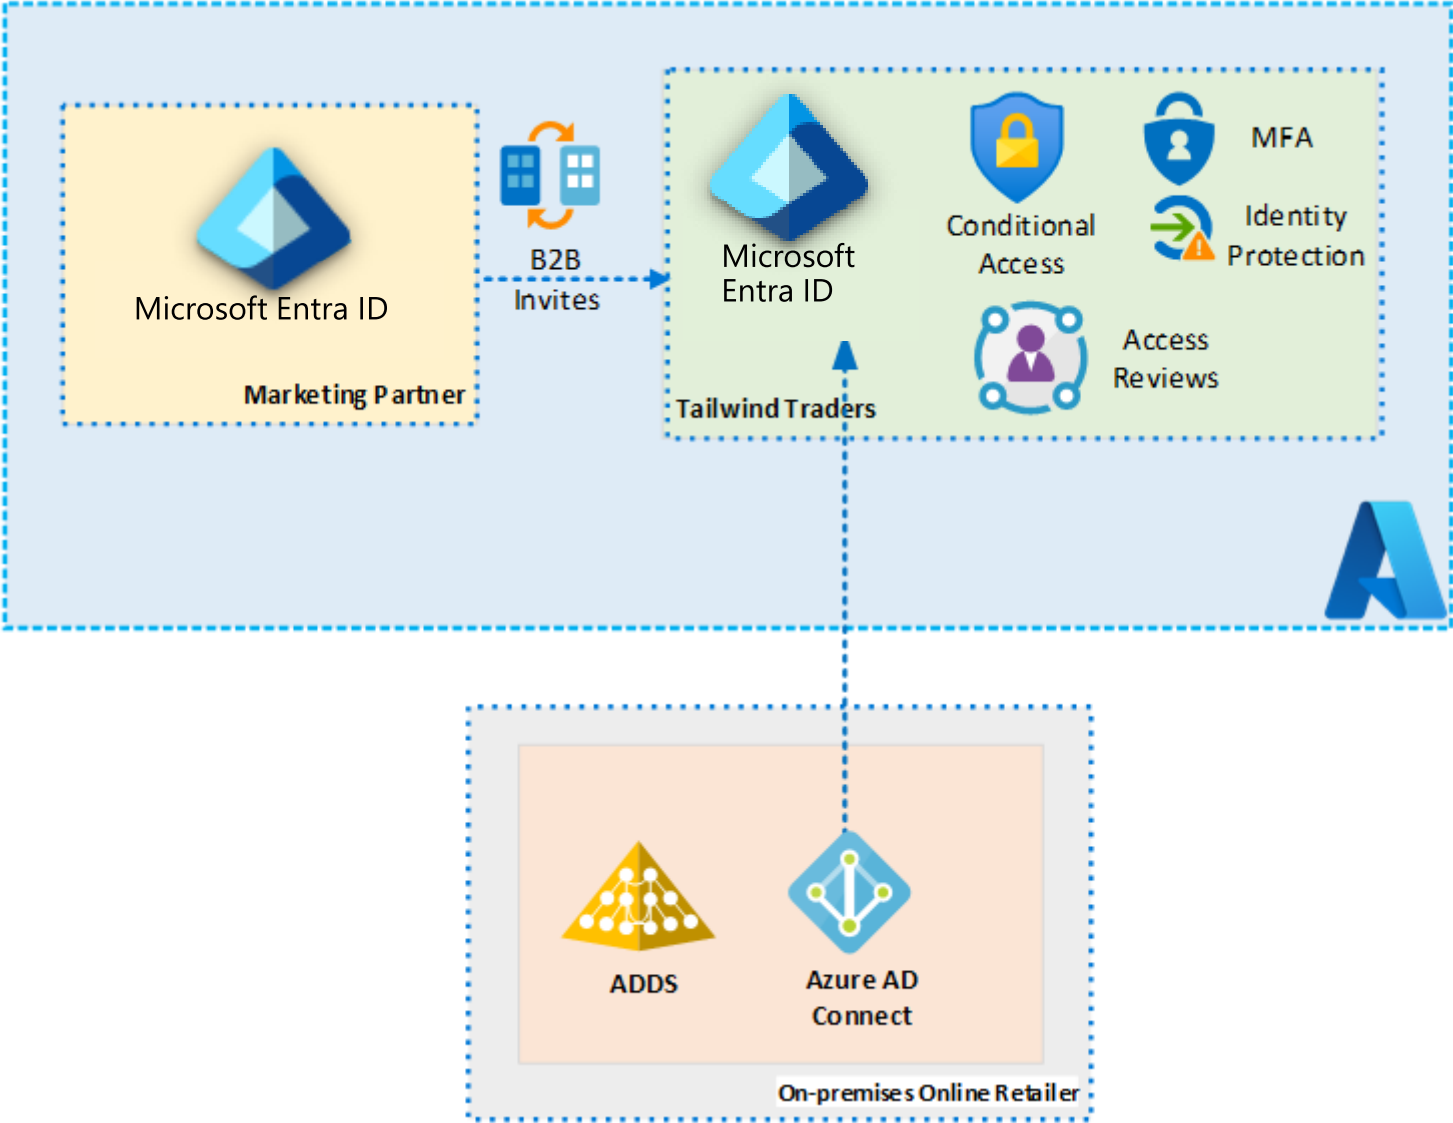 Microsoft Entra ID
Marketing Partner
B2B
Invites
Microsoft
Entra ID
Tailwind Traders
Conditional
Access
MFA
Identity
Protection
Access
Reviews
ADDS
Azure AD
Connect
On-premises Online Retailer